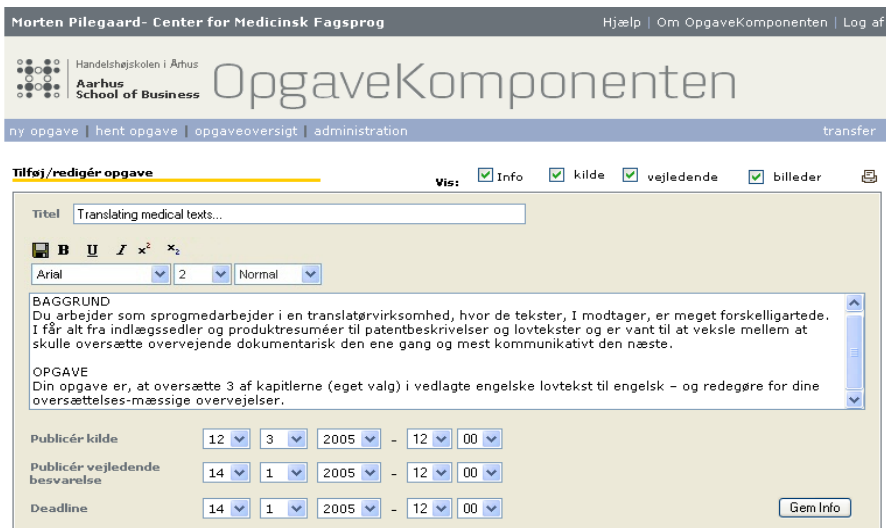 Morten Pilegaard- Center for Medicinsk Fagsprog
Hjælp | Om OpgaveKomponenten | Log af
Handelshøjskolen i Århus
Aarhus
School of Business
OpgaveKomponenten
ny opgave | hent opgave | opgaveoversigt | administration
transfer
Tilføj/redigér opgave
Vis: Info kilde vejledende billeder
Titel Translating medical texts...
B U I x² x₂
Arial 2 Normal
BAGGRUND
Du arbejder som sprogmedarbejder i en translatørvirksomhed, hvor de tekster, I modtager, er meget forskelligartede.
I får alt fra indlægssedler og produktresuméer til patentbeskrivelser og lovtekster og er vant til at veksle mellem at
skulle oversætte overvejende dokumentarisk den ene gang og mest kommunikativt den næste.
OPGAVE
Din opgave er, at oversætte 3 af kapitlerne (eget valg) i vedlagte engelske lovtekst til engelsk – og redegøre for dine
oversættelses-mæssige overvejelser.
Publicér kilde 12 3 2005 - 12 00
Publicér vejledende
besvarelse 14 1 2005 - 12 00
Deadline 14 1 2005 - 12 00
Gem Info